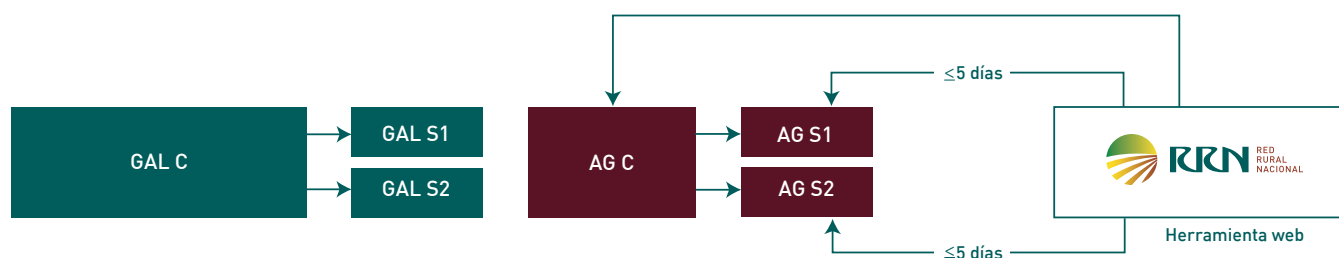 ≤5 días
GAL C
GAL S1
GAL S2
AG C
AG S1
AG S2
RRN
RED
RURAL
NACIONAL
Herramienta web
≤5 días